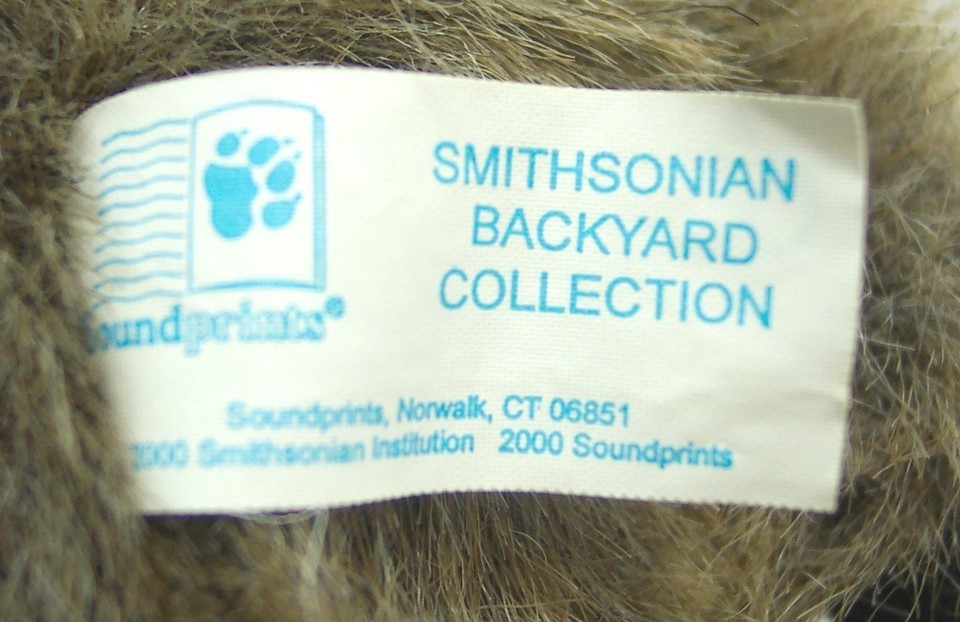 Soundprints®
SMITHSONIAN
BACKYARD
COLLECTION
Soundprints, Norwalk, CT 06851
2000 Smithsonian Institution 2000 Soundprints